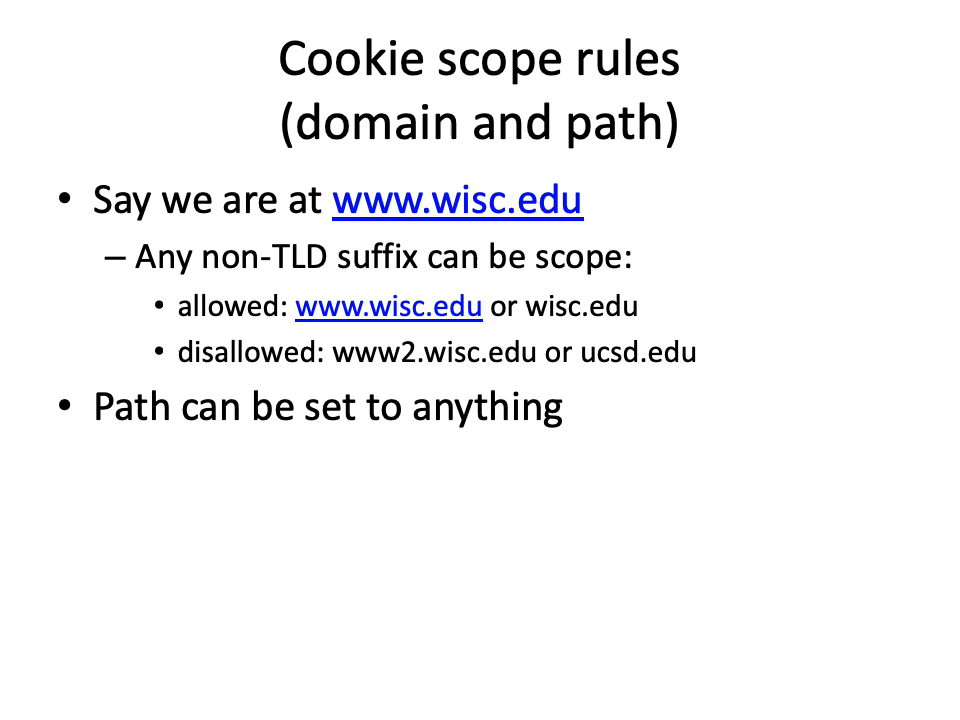 Cookie scope rules
(domain and path)
• Say we are at www.wisc.edu
– Any non-TLD suffix can be scope:
• allowed: www.wisc.edu or wisc.edu
• disallowed: www2.wisc.edu or ucsd.edu
• Path can be set to anything